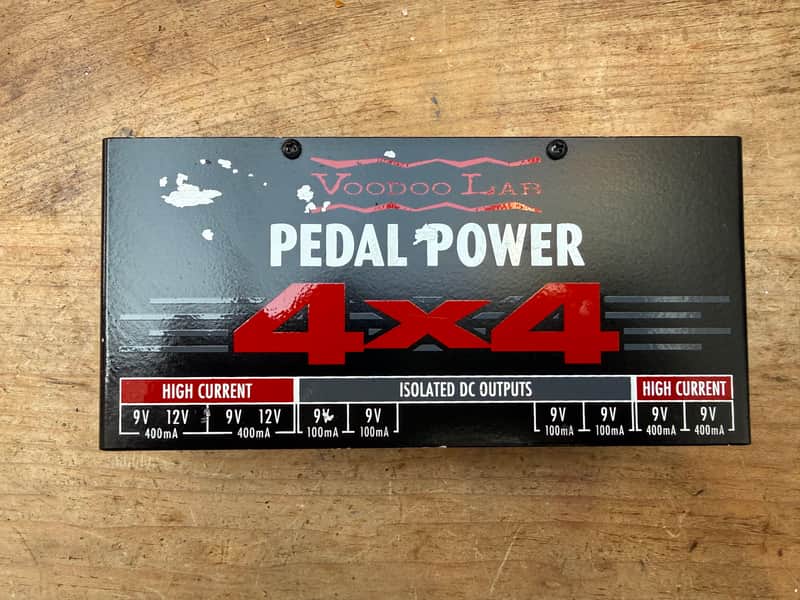 VOODOO LAB
PEDAL POWER
4x4
HIGH CURRENT ISOLATED DC OUTPUTS HIGH CURRENT
9V 12V 9V 12V 9V 9V 9V 9V 9V 9V
400mA 400mA 100mA 100mA 100mA 100mA 400mA 400mA